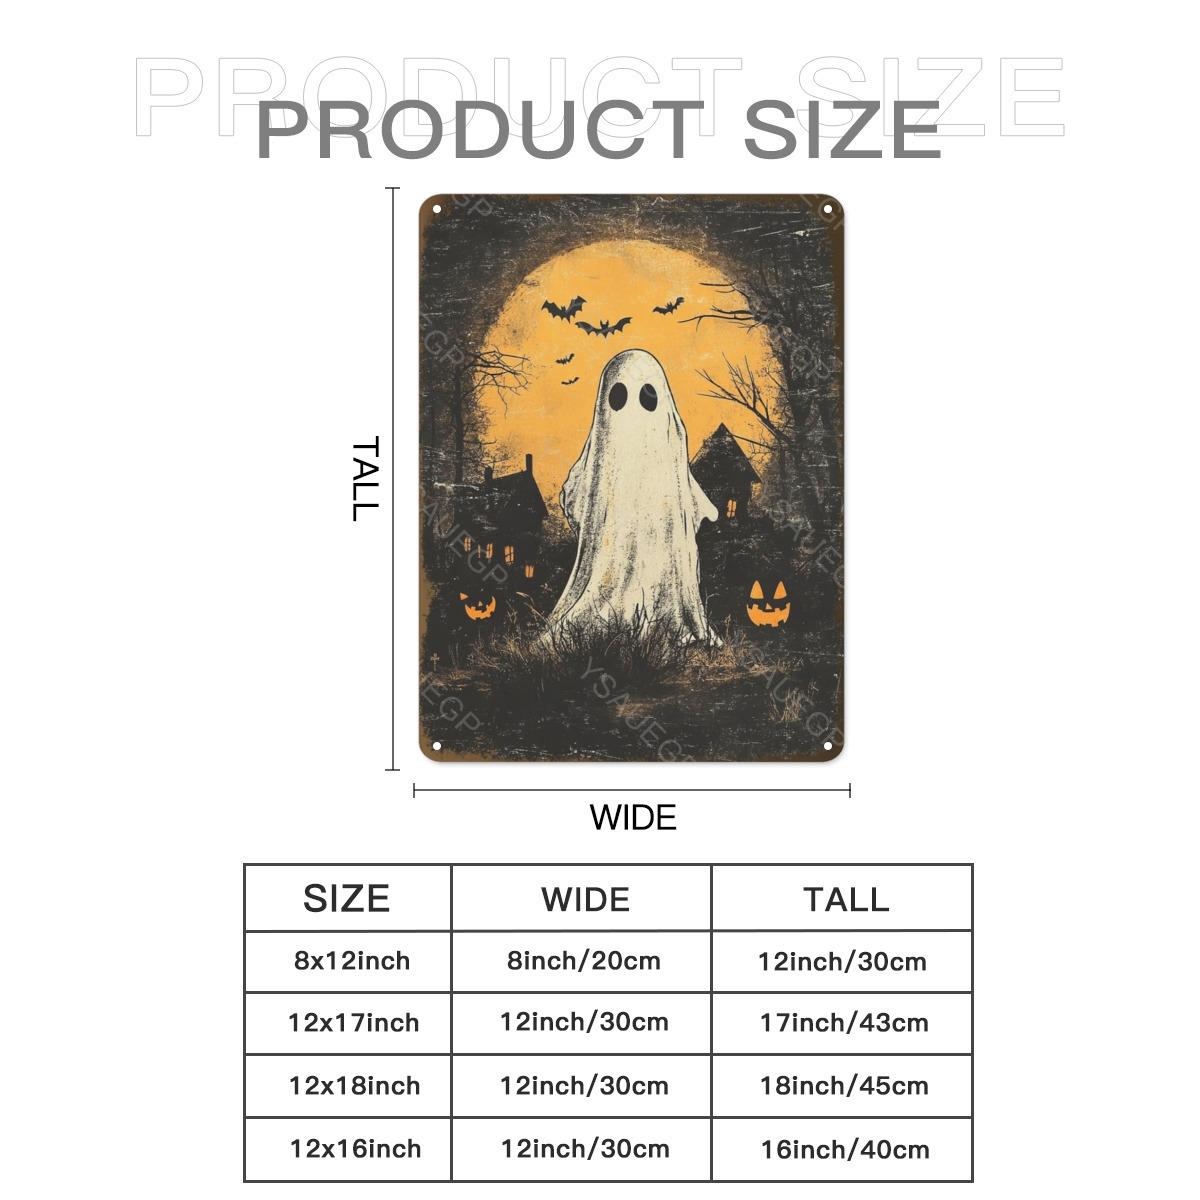 PRODUCT SIZE
PRODUCT SIZE
TALL
YSAUEGP
WIDE
SIZE WIDE TALL
8x12inch 8inch/20cm 12inch/30cm
12x17inch 12inch/30cm 17inch/43cm
12x18inch 12inch/30cm 18inch/45cm
12x16inch 12inch/30cm 16inch/40cm